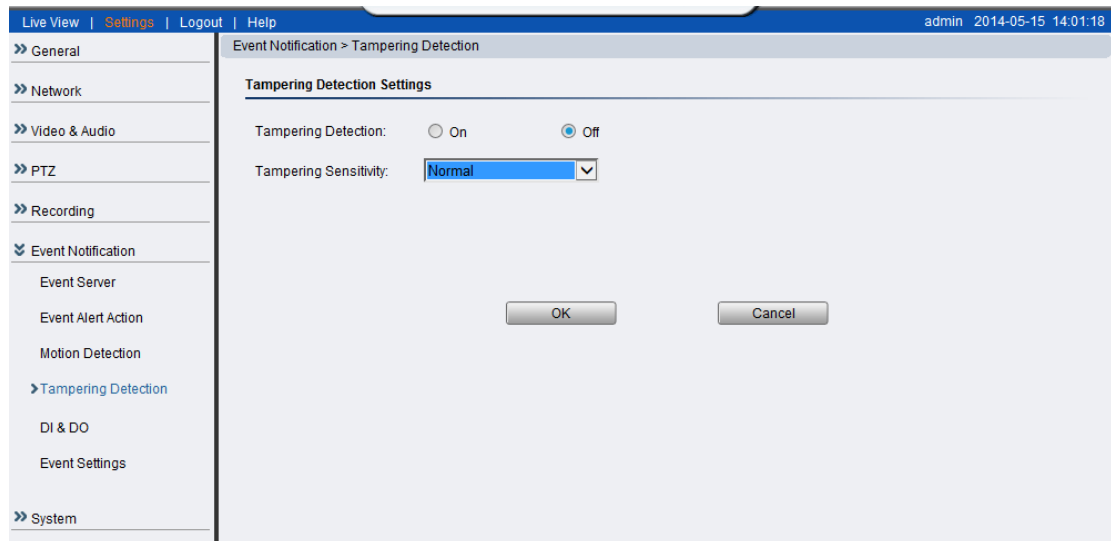 Live View | Settings | Logout | Help admin 2014-05-15 14:01:18
General
Network
Video & Audio
PTZ
Recording
Event Notification
Event Server
Event Alert Action
Motion Detection
Tampering Detection
DI & DO
Event Settings
System
Event Notification > Tampering Detection
Tampering Detection Settings
Tampering Detection: On Off
Tampering Sensitivity: Normal
OK Cancel